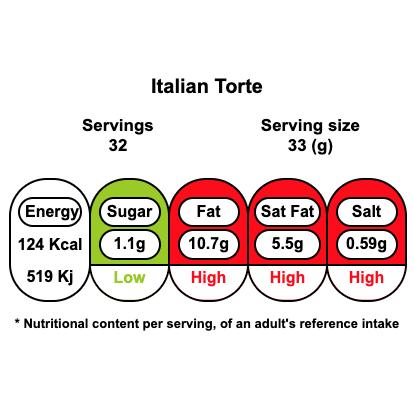 Italian Torte
Servings
32
Serving size
33 (g)
Energy
124 Kcal
519 Kj
Sugar
1.1g
Low
Fat
10.7g
High
Sat Fat
5.5g
High
Salt
0.59g
High
* Nutritional content per serving, of an adult's reference intake